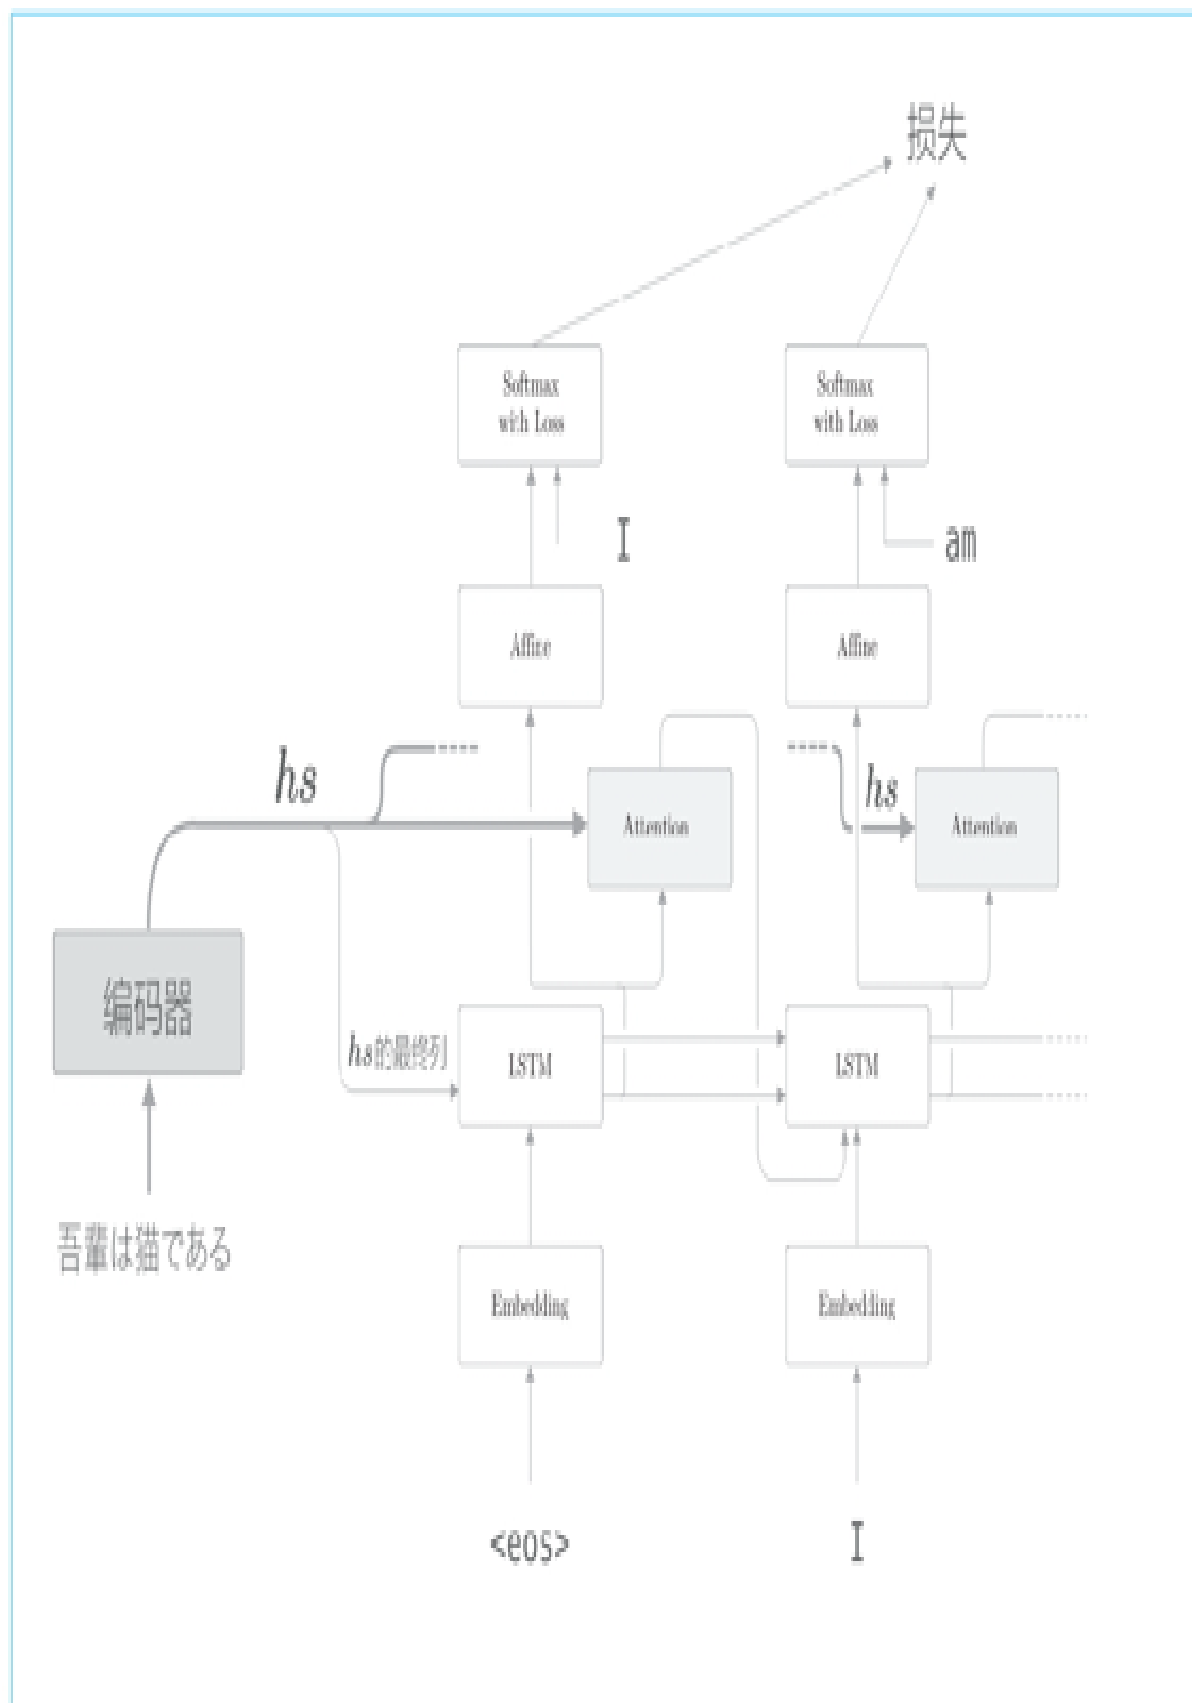 损失
Softmax
with Loss
Softmax
with Loss
I
am
Affine
Affine
hs
hs
Attention
Attention
编码器
hs的最终列
LSTM
LSTM
吾輩は猫である
Embedding
Embedding
<eos>
I